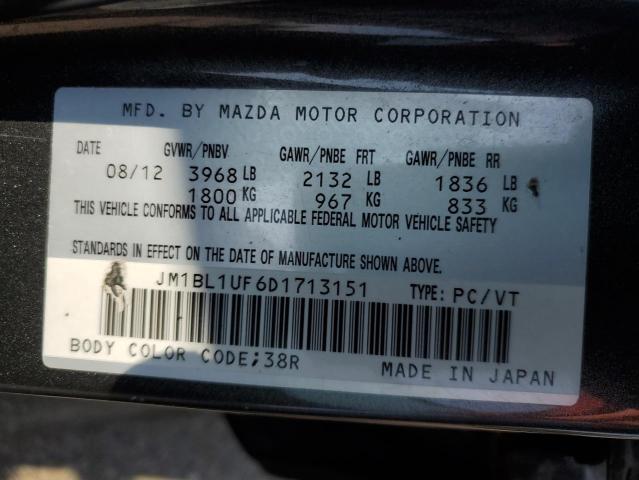 MFD. BY MAZDA MOTOR CORPORATION
DATE GVWR/PNBV GAWR/PNBE FRT GAWR/PNBE RR
08/12 3968 LB 2132 LB 1836 LB
1800 KG 967 KG 833 KG
THIS VEHICLE CONFORMS TO ALL APPLICABLE FEDERAL MOTOR VEHICLE SAFETY
STANDARDS IN EFFECT ON THE DATE OF MANUFACTURE SHOWN ABOVE.
JM1BL1UF6D1713151 TYPE: PC/VT
BODY COLOR CODE;38R MADE IN JAPAN